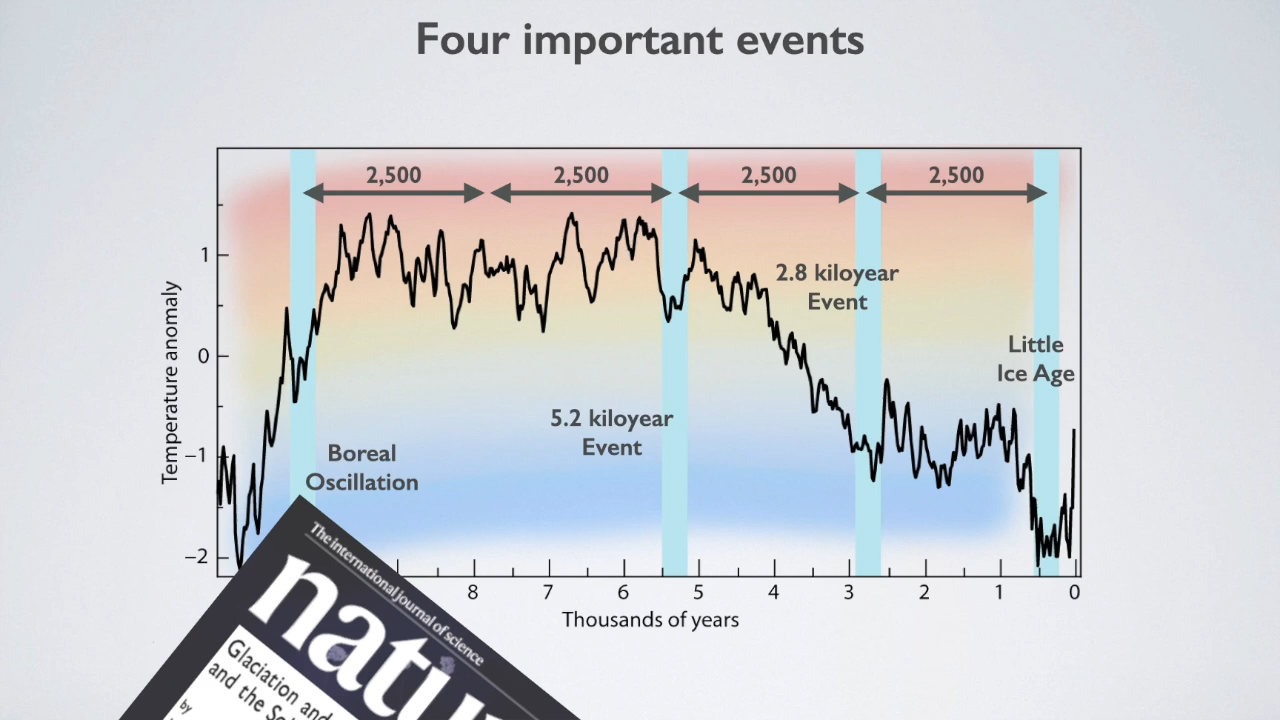 Four important events
2,500
2,500
2,500
2,500
1
0
−1
−2
Temperature anomaly
2.8 kiloyear
Event
Little
Ice Age
5.2 kiloyear
Event
Boreal
Oscillation
8
7
6
5
4
3
2
1
0
Thousands of years
The international journal of science
natu
Glaciation and
and the So
by